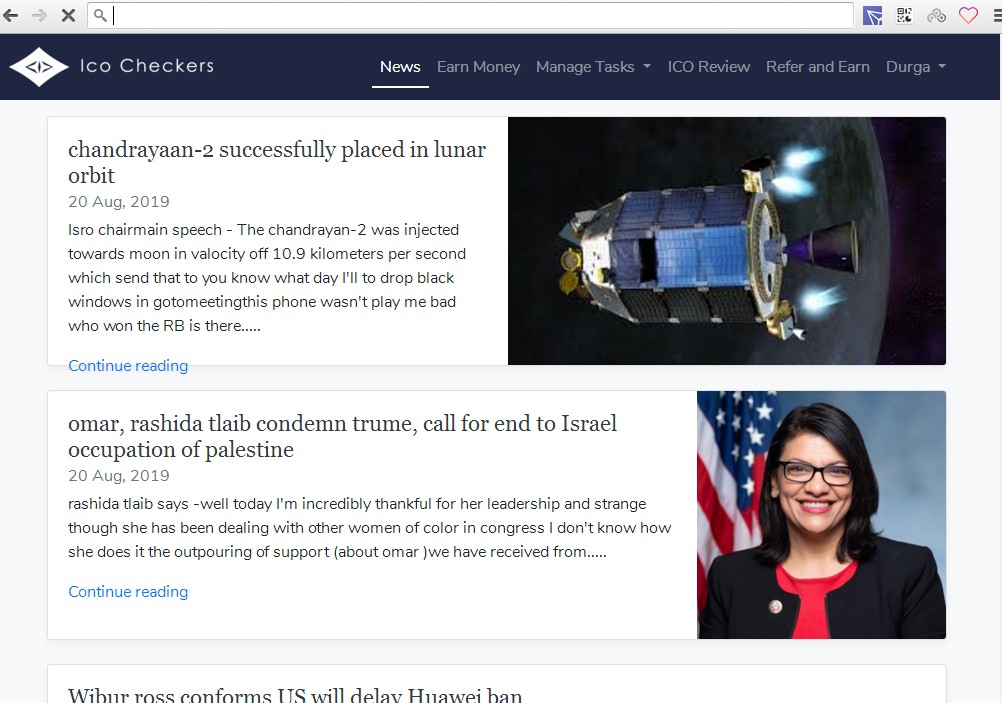 Ico Checkers
News Earn Money Manage Tasks ICO Review Refer and Earn Durga
chandrayaan-2 successfully placed in lunar
orbit
20 Aug, 2019
Isro chairmain speech - The chandrayan-2 was injected
towards moon in valocity off 10.9 kilometers per second
which send that to you know what day I'll to drop black
windows in gotomeetingthis phone wasn't play me bad
who won the RB is there.....
Continue reading
omar, rashida tlaib condemn trume, call for end to Israel
occupation of palestine
20 Aug, 2019
rashida tlaib says -well today I'm incredibly thankful for her leadership and strange
though she has been dealing with other women of color in congress I don't know how
she does it the outpouring of support (about omar )we have received from.....
Continue reading
Wibur ross conforms US will delay Huawei ban